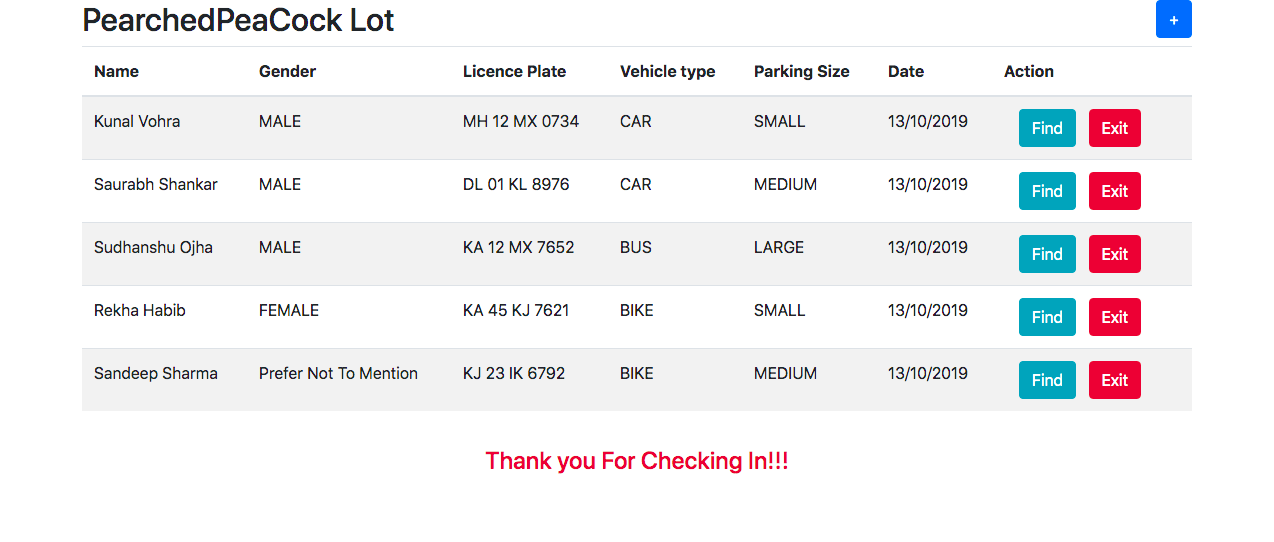 PearchedPeaCock Lot +
Name Gender Licence Plate Vehicle type Parking Size Date Action
Kunal Vohra MALE MH 12 MX 0734 CAR SMALL 13/10/2019 Find Exit
Saurabh Shankar MALE DL 01 KL 8976 CAR MEDIUM 13/10/2019 Find Exit
Sudhanshu Ojha MALE KA 12 MX 7652 BUS LARGE 13/10/2019 Find Exit
Rekha Habib FEMALE KA 45 KJ 7621 BIKE SMALL 13/10/2019 Find Exit
Sandeep Sharma Prefer Not To Mention KJ 23 IK 6792 BIKE MEDIUM 13/10/2019 Find Exit
Thank you For Checking In!!!